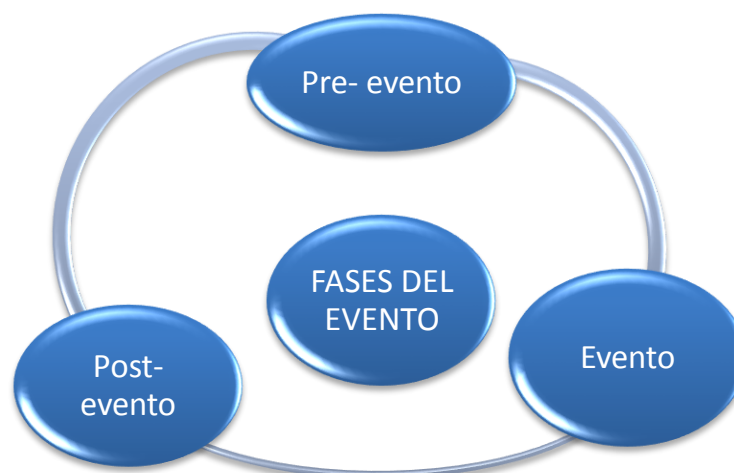 Pre- evento
FASES DEL
EVENTO
Evento
Post-
evento